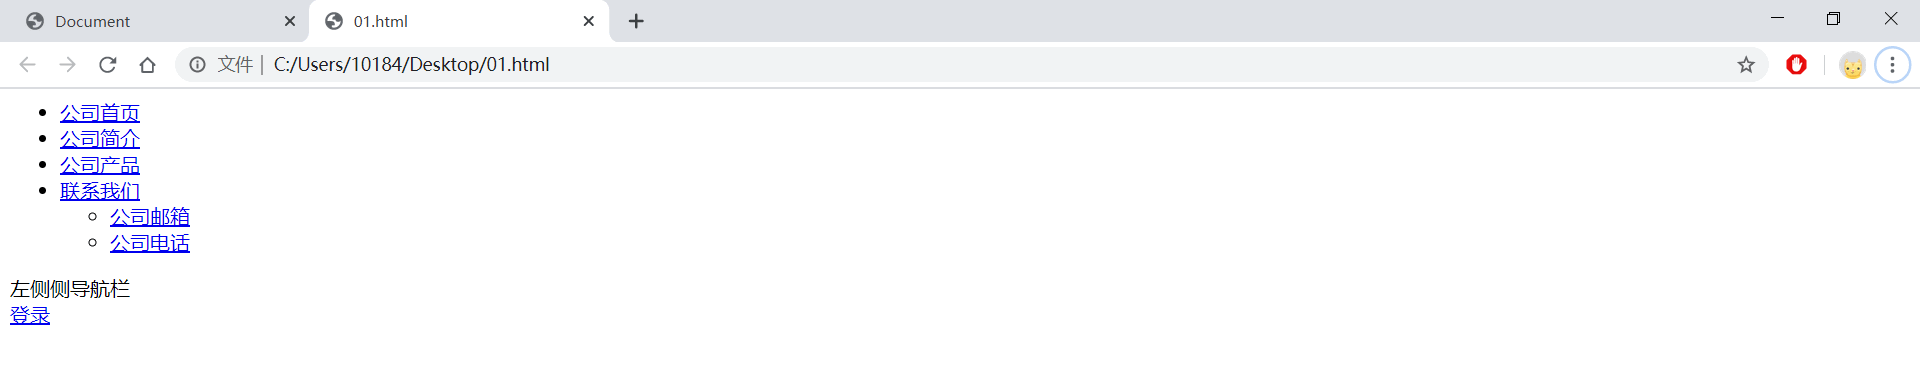 Document
01.html
文件 | C:/Users/10184/Desktop/01.html
公司首页
公司简介
公司产品
联系我们
公司邮箱
公司电话
左侧侧导航栏
登录